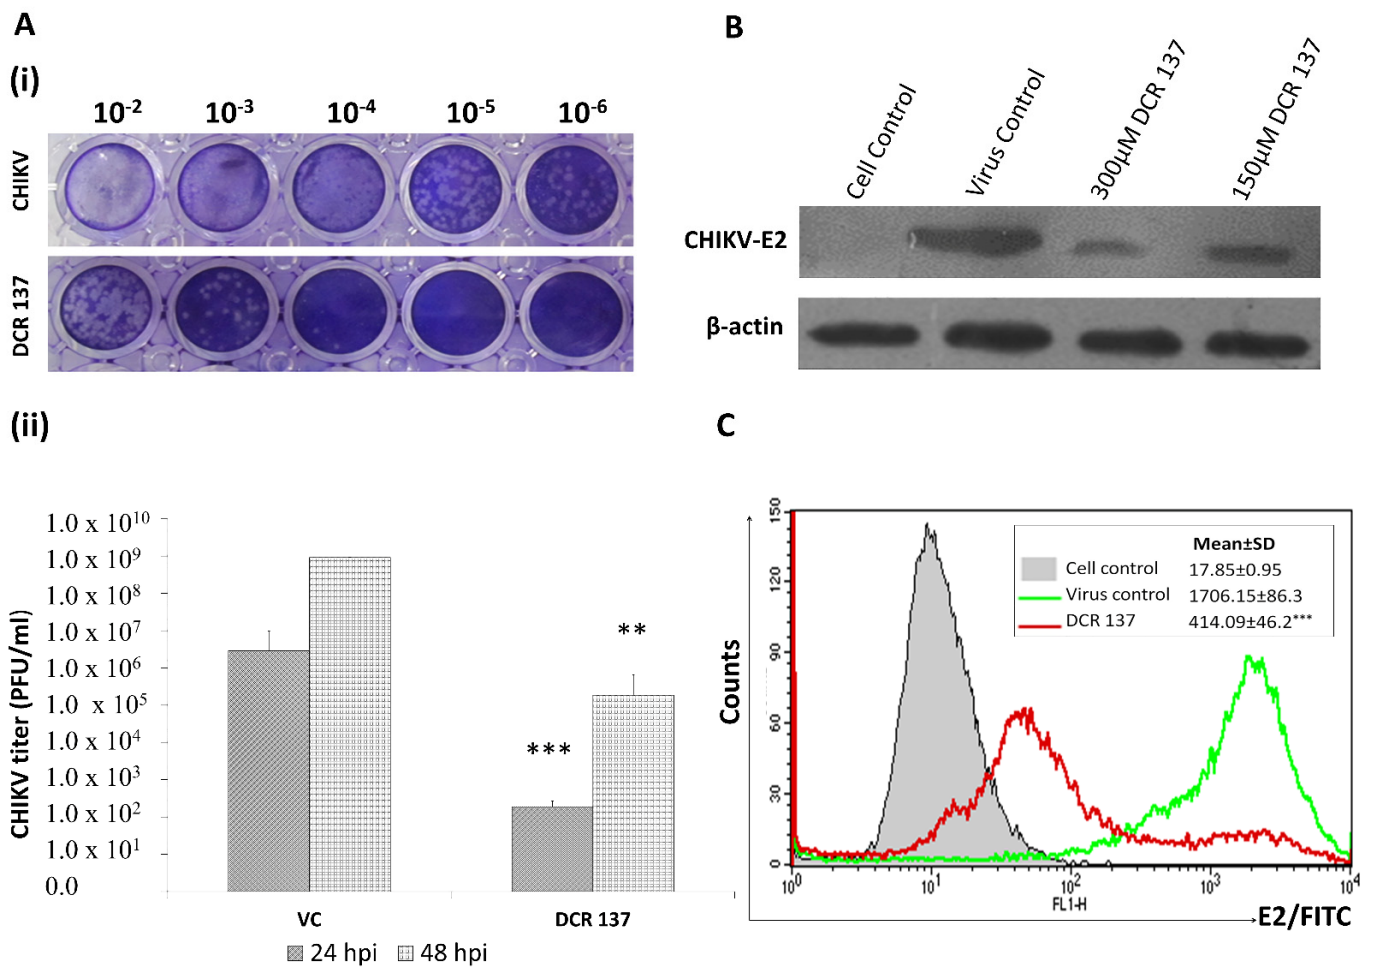 A
(i)
10-2 10-3 10-4 10-5 10-6
CHIKV
DCR 137
B
Cell Control
Virus Control
300µM DCR 137
150µM DCR 137
CHIKV-E2
β-actin
(ii)
CHIKV titer (PFU/ml)
1.0 x 1010
1.0 x 109
1.0 x 108
1.0 x 107
1.0 x 106
1.0 x 105
1.0 x 104
1.0 x 103
1.0 x 102
1.0 x 101
0.0
***
**
VC DCR 137
24 hpi 48 hpi
C
Counts
150
120
90
60
30
0
Mean±SD
Cell control 17.85±0.95
Virus control 1706.15±86.3
DCR 137 414.09±46.2***
100 101 102 103 104
FL1-H
E2/FITC